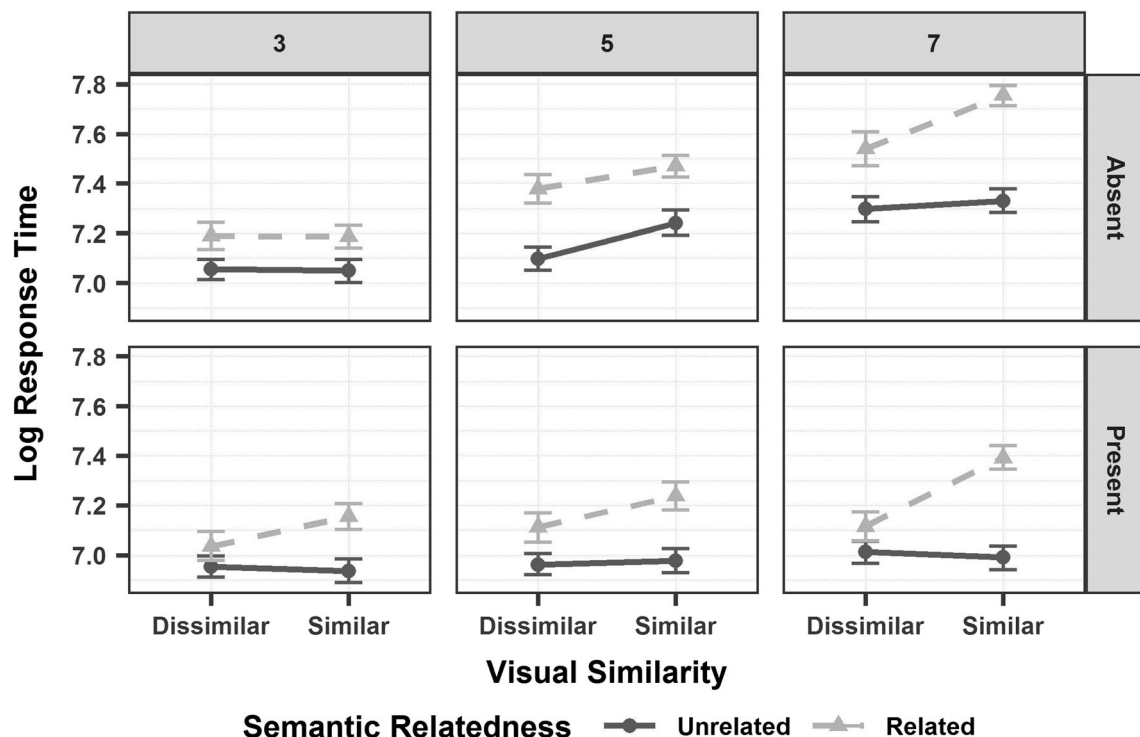 3 5 7
7.8
7.6
7.4
7.2
7.0
Absent
7.8
7.6
7.4
7.2
7.0
Present
Log Response Time
Dissimilar Similar Dissimilar Similar Dissimilar Similar
Visual Similarity
Semantic Relatedness Unrelated Related